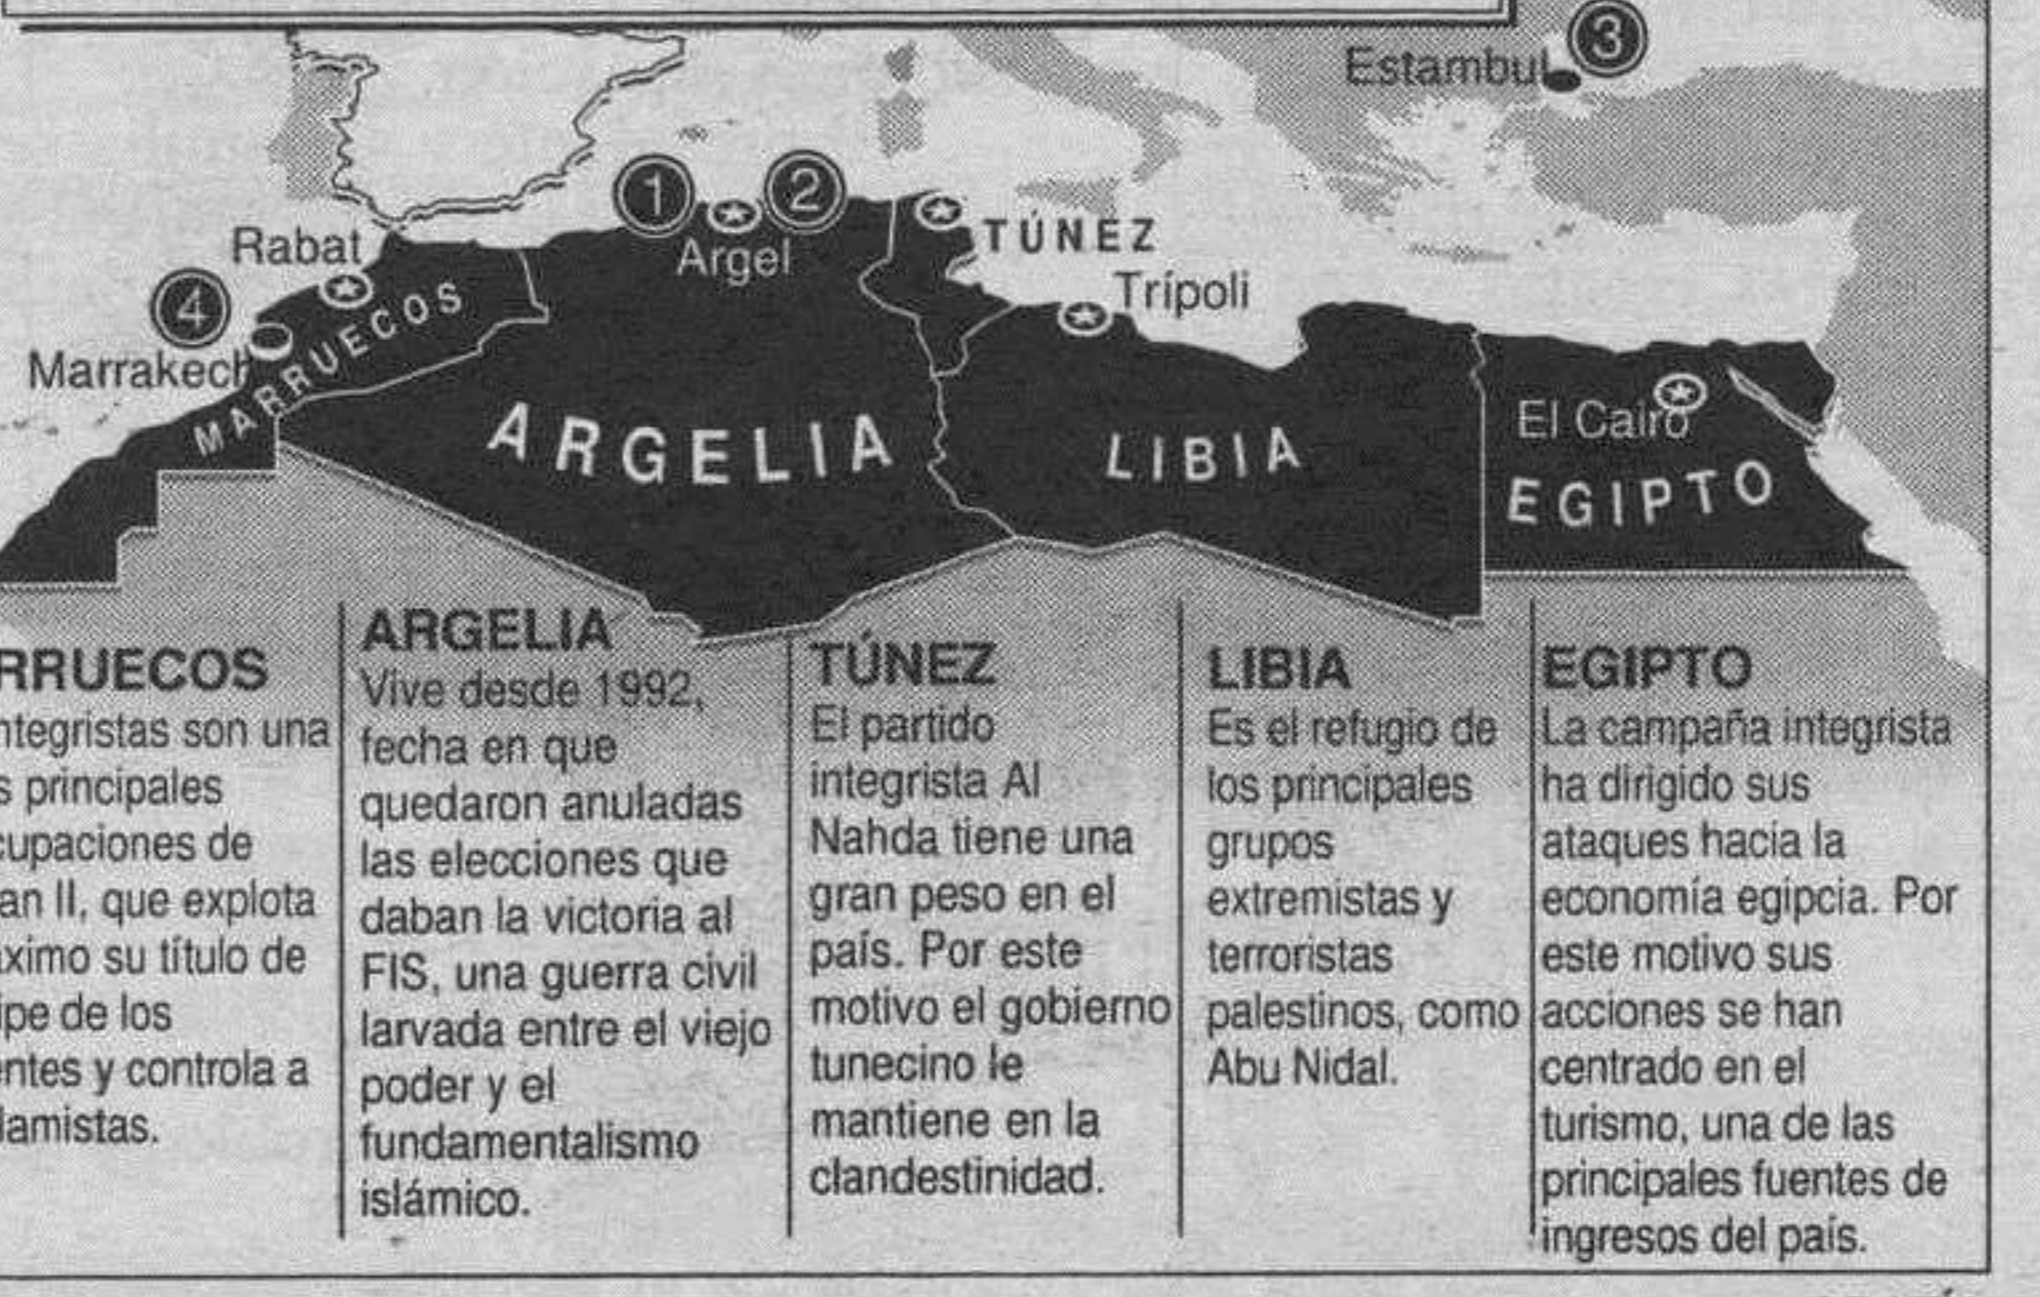 Estambul
3
1
2
Argel
TÚNEZ
Rabat
Trípoli
4
Marrakech
MARRUECOS
El Cairo
ARGELIA
LIBIA
EGIPTO
RRUECOS
ntegristas son una
s principales
cupaciones de
an II, que explota
áximo su título de
ipe de los
entes y controla a
lamistas.
ARGELIA
Vive desde 1992,
fecha en que
quedaron anuladas
las elecciones que
daban la victoria al
FIS, una guerra civil
larvada entre el viejo
poder y el
fundamentalismo
islámico.
TÚNEZ
El partido
integrista Al
Nahda tiene una
gran peso en el
país. Por este
motivo el gobierno
tunecino le
mantiene en la
clandestinidad.
LIBIA
Es el refugio de
los principales
grupos
extremistas y
terroristas
palestinos, como
Abu Nidal.
EGIPTO
La campaña integrista
ha dirigido sus
ataques hacia la
economía egipcia. Por
este motivo sus
acciones se han
centrado en el
turismo, una de las
principales fuentes de
ingresos del país.